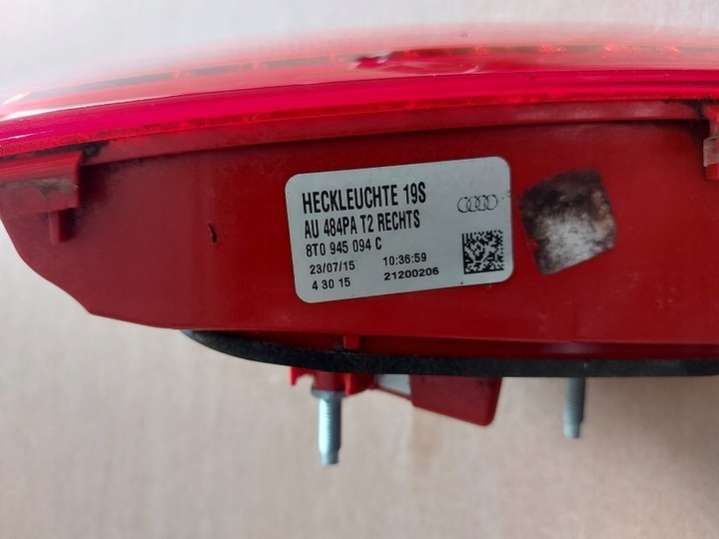 HECKLEUCHTE 19S
AU 484PA T2 RECHTS
8T0 945 094 C
23/07/15 10:36:59
4 30 15 21200206